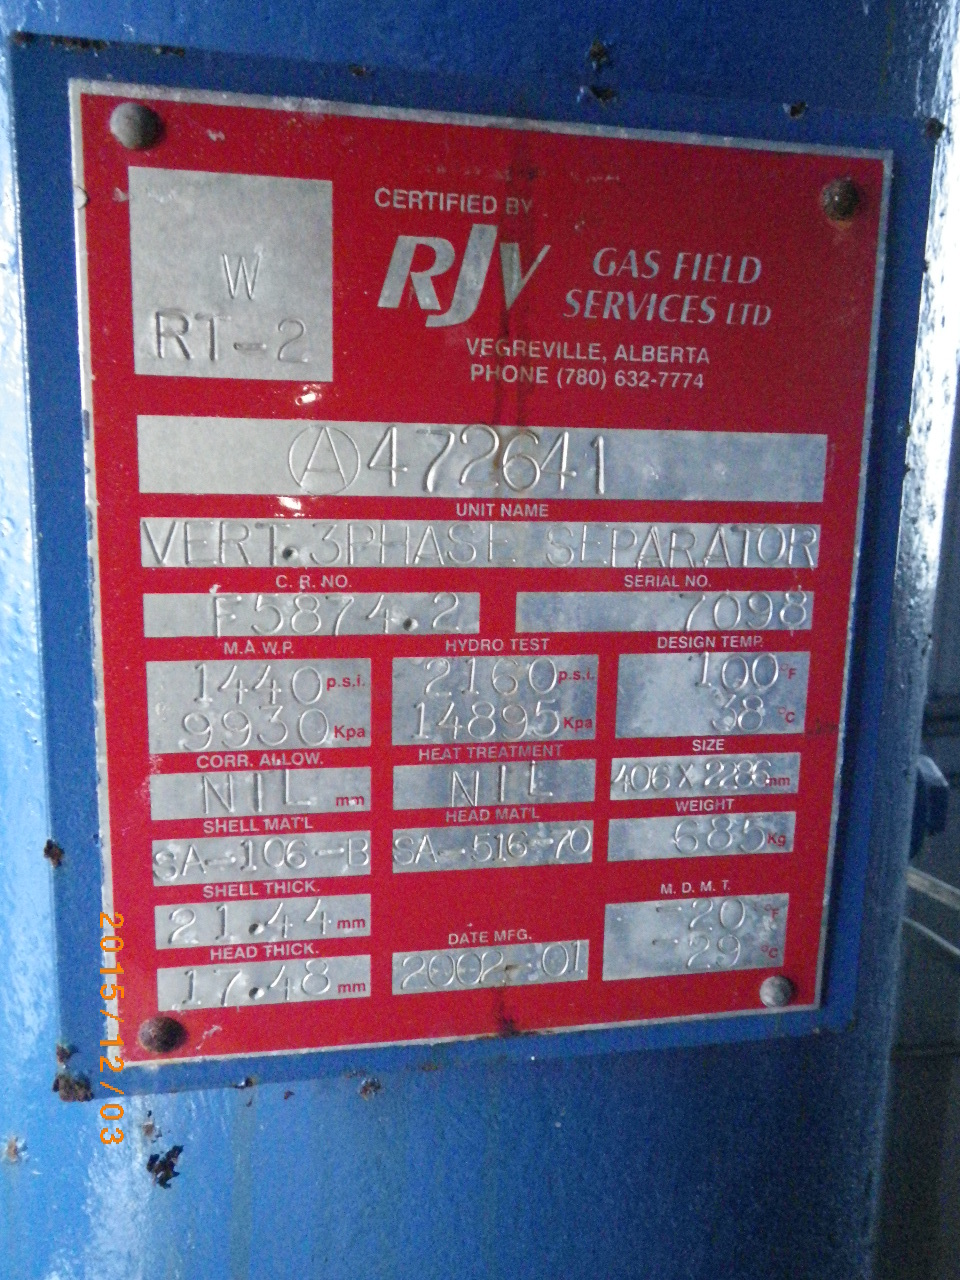 CERTIFIED BY
RJV GAS FIELD
SERVICES LTD
VEGREVILLE, ALBERTA
PHONE (780) 632-7774
W
RT-2
Ⓐ472641
UNIT NAME
VERT. 3PHASE SEPARATOR
C. R. NO. SERIAL NO.
F5874.2 7098
M.A.W.P. HYDRO TEST DESIGN TEMP.
1440 p.s.i. 2160 p.s.i. 100 °F
9930 Kpa 14895 Kpa 38 °C
CORR. ALLOW. HEAT TREATMENT SIZE
NIL mm NIL 406 X 2286 mm
SHELL MAT'L HEAD MAT'L WEIGHT
SA-106-B SA-516-70 685 Kg
SHELL THICK. M. D. M. T.
21.44 mm -20 °F
HEAD THICK. DATE MFG. -29 °C
17.48 mm 2002-01
2015/12/03